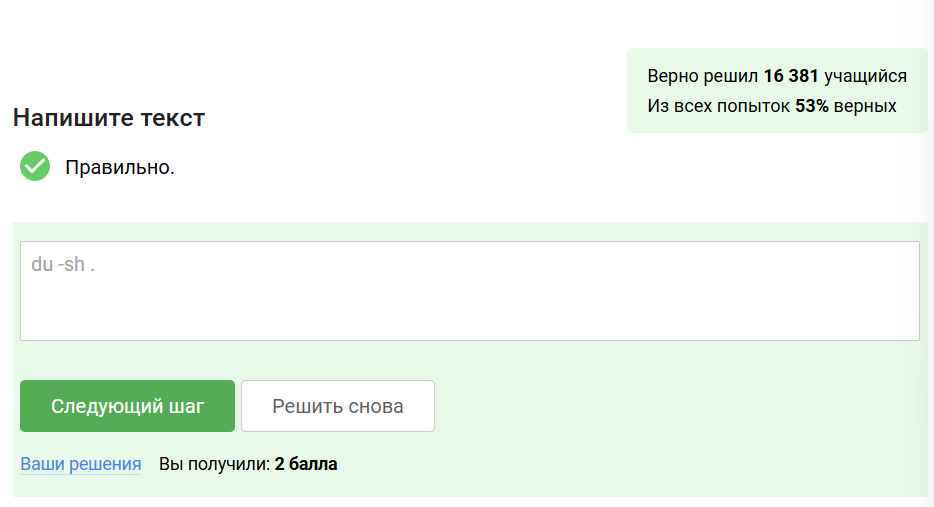 Верно решил 16 381 учащийся
Из всех попыток 53% верных
Напишите текст
Правильно.
du -sh .
Следующий шаг
Решить снова
Ваши решения Вы получили: 2 балла